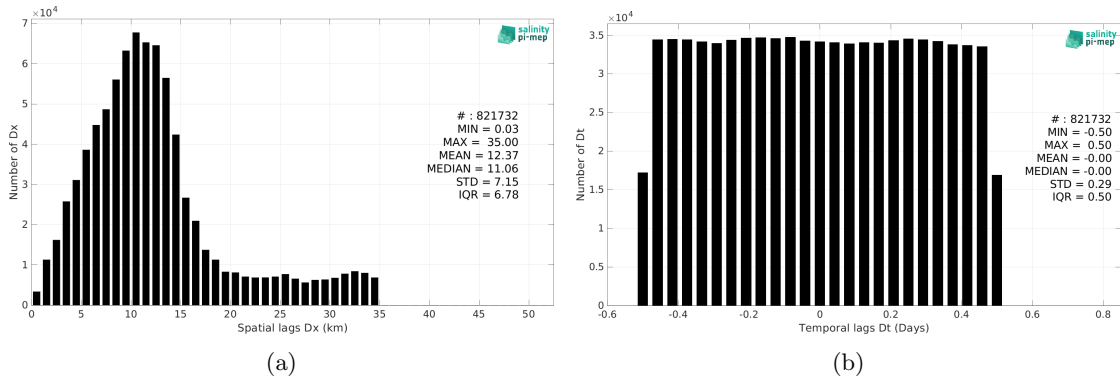 ×10⁴
7
6
5
4
3
2
1
0
Number of Dx
0 5 10 15 20 25 30 35 40 45 50
Spatial lags Dx (km)
salinity
pi-mep
# : 821732
MIN = 0.03
MAX = 35.00
MEAN = 12.37
MEDIAN = 11.06
STD = 7.15
IQR = 6.78
(a)
×10⁴
3.5
3
2.5
2
1.5
1
0.5
0
Number of Dt
-0.6 -0.4 -0.2 0 0.2 0.4 0.6 0.8
Temporal lags Dt (Days)
salinity
pi-mep
# : 821732
MIN = -0.50
MAX = 0.50
MEAN = -0.00
MEDIAN = -0.00
STD = 0.29
IQR = 0.50
(b)